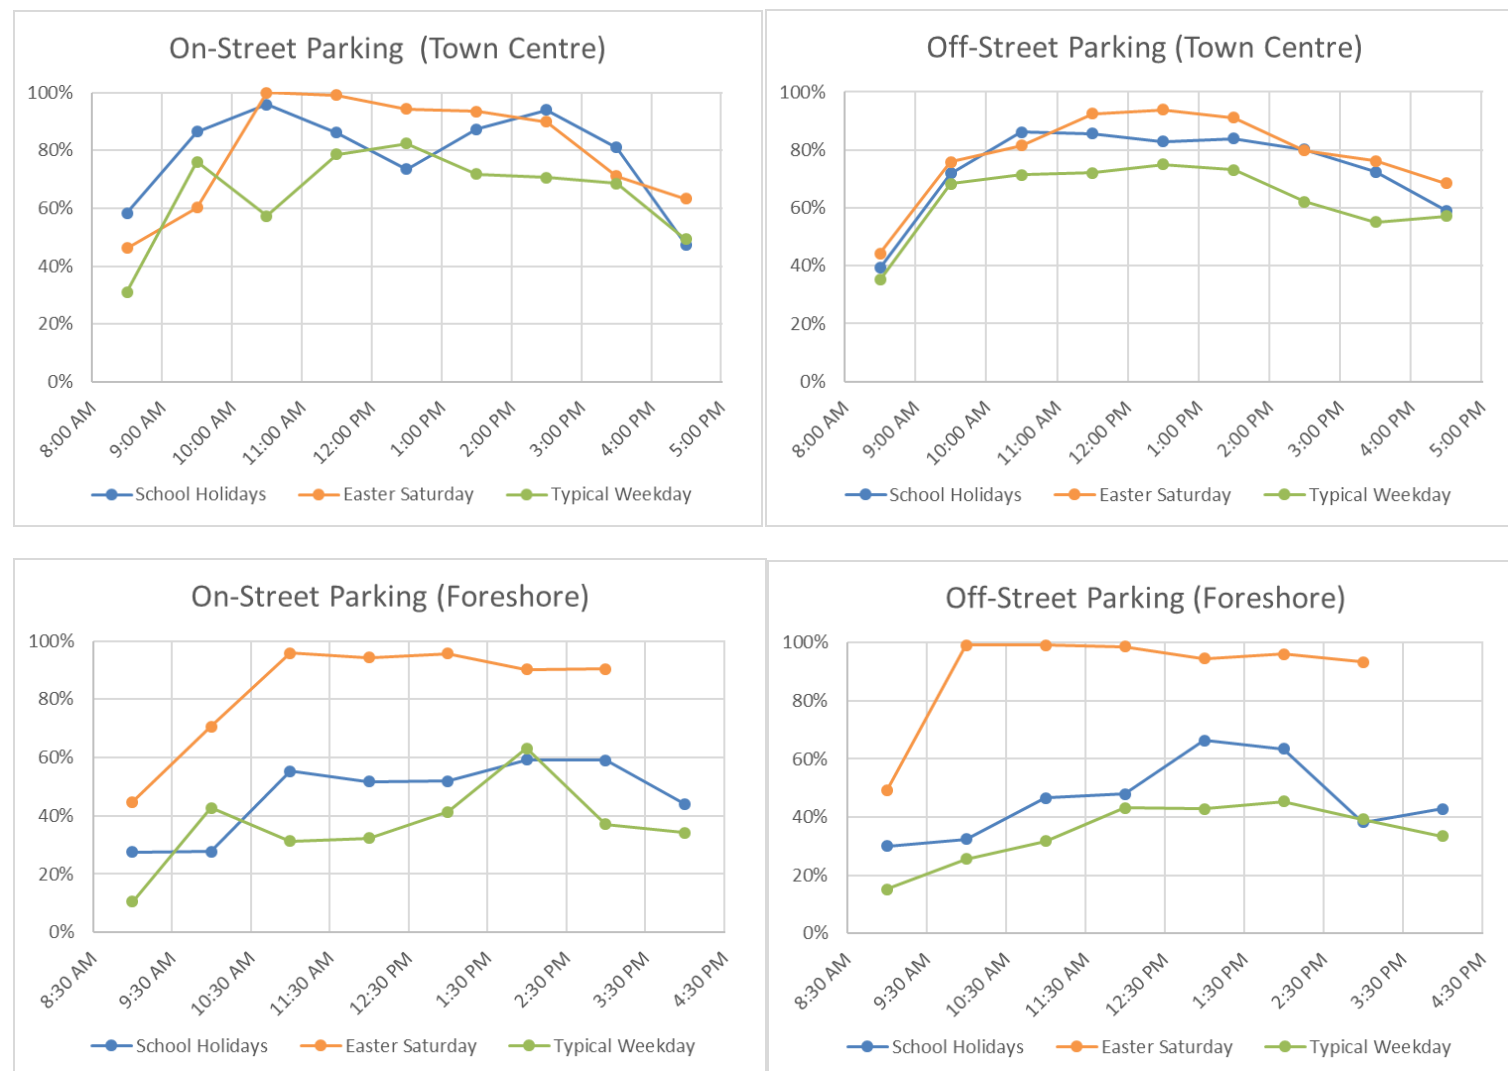 On-Street Parking (Town Centre)
100%
80%
60%
40%
20%
0%
8:00 AM
9:00 AM
10:00 AM
11:00 AM
12:00 PM
1:00 PM
2:00 PM
3:00 PM
4:00 PM
5:00 PM
School Holidays Easter Saturday Typical Weekday
Off-Street Parking (Town Centre)
100%
80%
60%
40%
20%
0%
8:00 AM
9:00 AM
10:00 AM
11:00 AM
12:00 PM
1:00 PM
2:00 PM
3:00 PM
4:00 PM
5:00 PM
School Holidays Easter Saturday Typical Weekday
On-Street Parking (Foreshore)
100%
80%
60%
40%
20%
0%
8:30 AM
9:30 AM
10:30 AM
11:30 AM
12:30 PM
1:30 PM
2:30 PM
3:30 PM
4:30 PM
School Holidays Easter Saturday Typical Weekday
Off-Street Parking (Foreshore)
100%
80%
60%
40%
20%
0%
8:30 AM
9:30 AM
10:30 AM
11:30 AM
12:30 PM
1:30 PM
2:30 PM
3:30 PM
4:30 PM
School Holidays Easter Saturday Typical Weekday